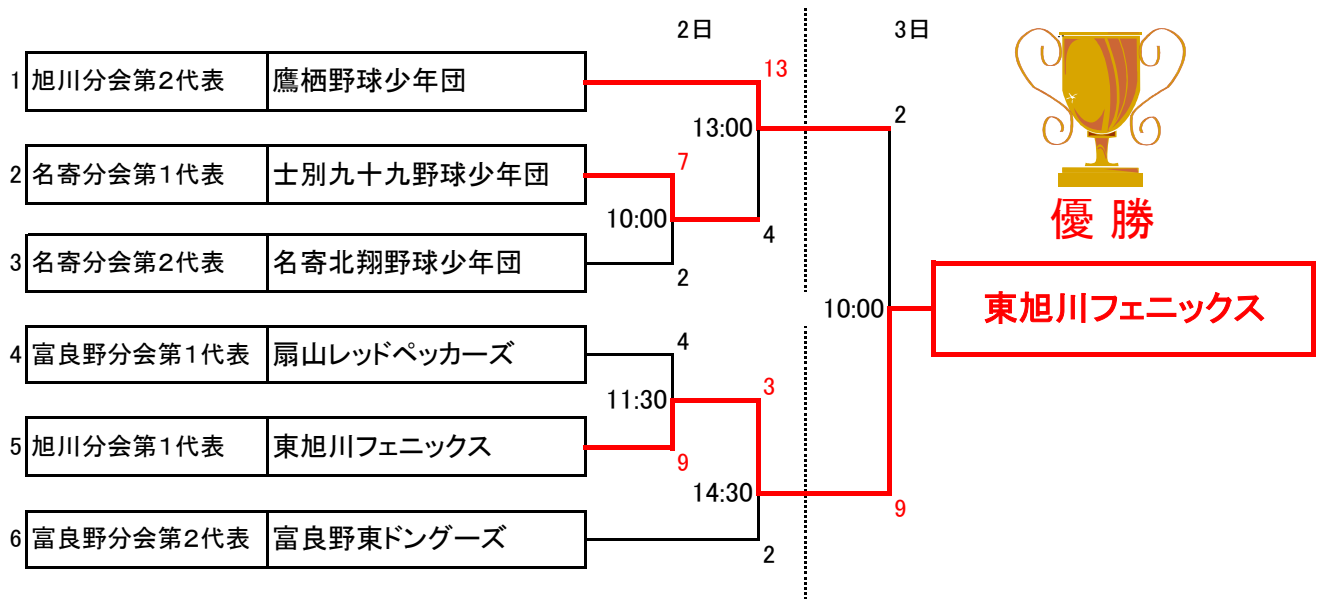 2日
3日
1 旭川分会第2代表 鷹栖野球少年団
13
13:00
2
2 名寄分会第1代表 士別九十九野球少年団
7
10:00
4
優 勝
3 名寄分会第2代表 名寄北翔野球少年団
2
10:00
東旭川フェニックス
4 富良野分会第1代表 扇山レッドペッカーズ
4
11:30
3
5 旭川分会第1代表 東旭川フェニックス
9
14:30
9
6 富良野分会第2代表 富良野東ドングーズ
2